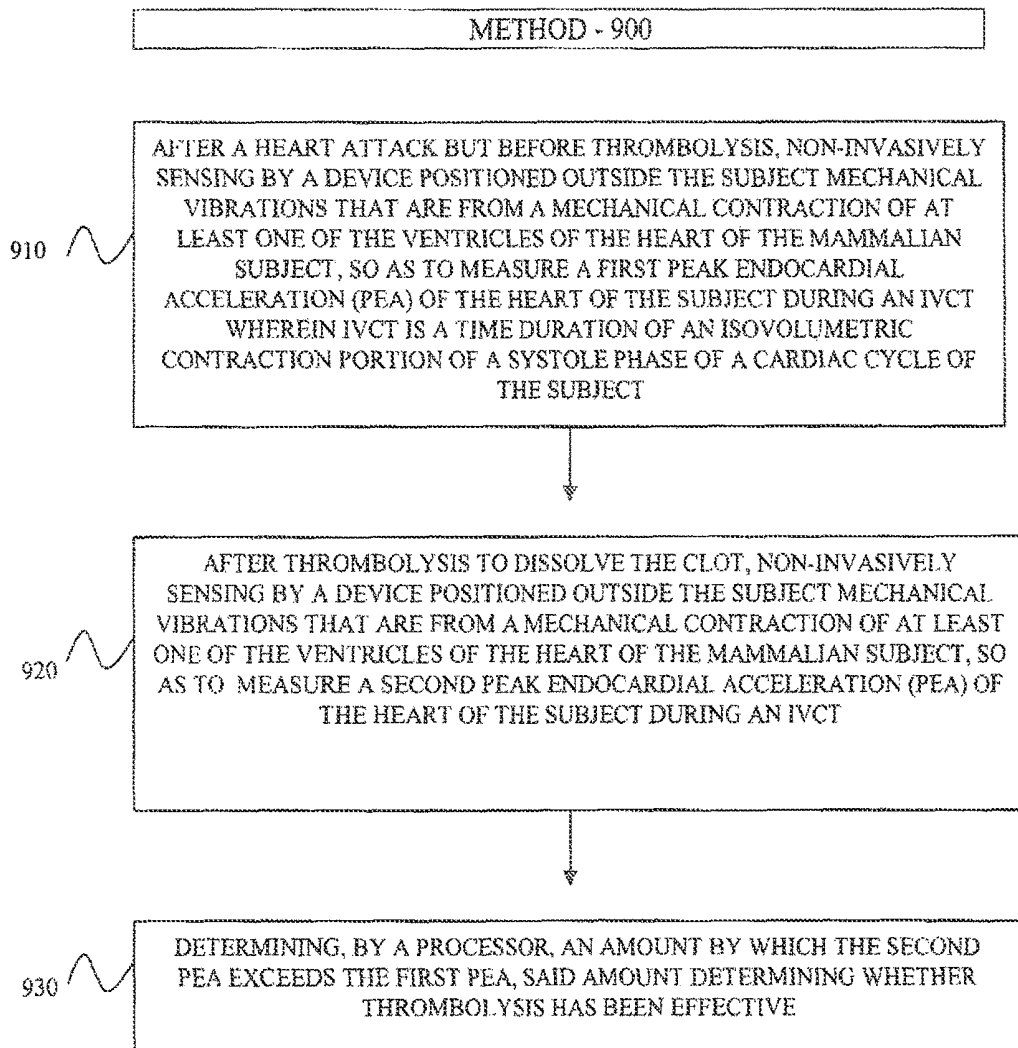 METHOD - 900
AFTER A HEART ATTACK BUT BEFORE THROMBOLYSIS, NON-INVASIVELY
SENSING BY A DEVICE POSITIONED OUTSIDE THE SUBJECT MECHANICAL
VIBRATIONS THAT ARE FROM A MECHANICAL CONTRACTION OF AT
LEAST ONE OF THE VENTRICLES OF THE HEART OF THE MAMMALIAN
SUBJECT, SO AS TO MEASURE A FIRST PEAK ENDOCARDIAL
ACCELERATION (PEA) OF THE HEART OF THE SUBJECT DURING AN IVCT
WHEREIN IVCT IS A TIME DURATION OF AN ISOVOLUMETRIC
CONTRACTION PORTION OF A SYSTOLE PHASE OF A CARDIAC CYCLE OF
THE SUBJECT
910
AFTER THROMBOLYSIS TO DISSOLVE THE CLOT, NON-INVASIVELY
SENSING BY A DEVICE POSITIONED OUTSIDE THE SUBJECT MECHANICAL
VIBRATIONS THAT ARE FROM A MECHANICAL CONTRACTION OF AT LEAST
ONE OF THE VENTRICLES OF THE HEART OF THE MAMMALIAN SUBJECT, SO
AS TO MEASURE A SECOND PEAK ENDOCARDIAL ACCELERATION (PEA) OF
THE HEART OF THE SUBJECT DURING AN IVCT
920
DETERMINING, BY A PROCESSOR, AN AMOUNT BY WHICH THE SECOND
PEA EXCEEDS THE FIRST PEA, SAID AMOUNT DETERMINING WHETHER
THROMBOLYSIS HAS BEEN EFFECTIVE
930